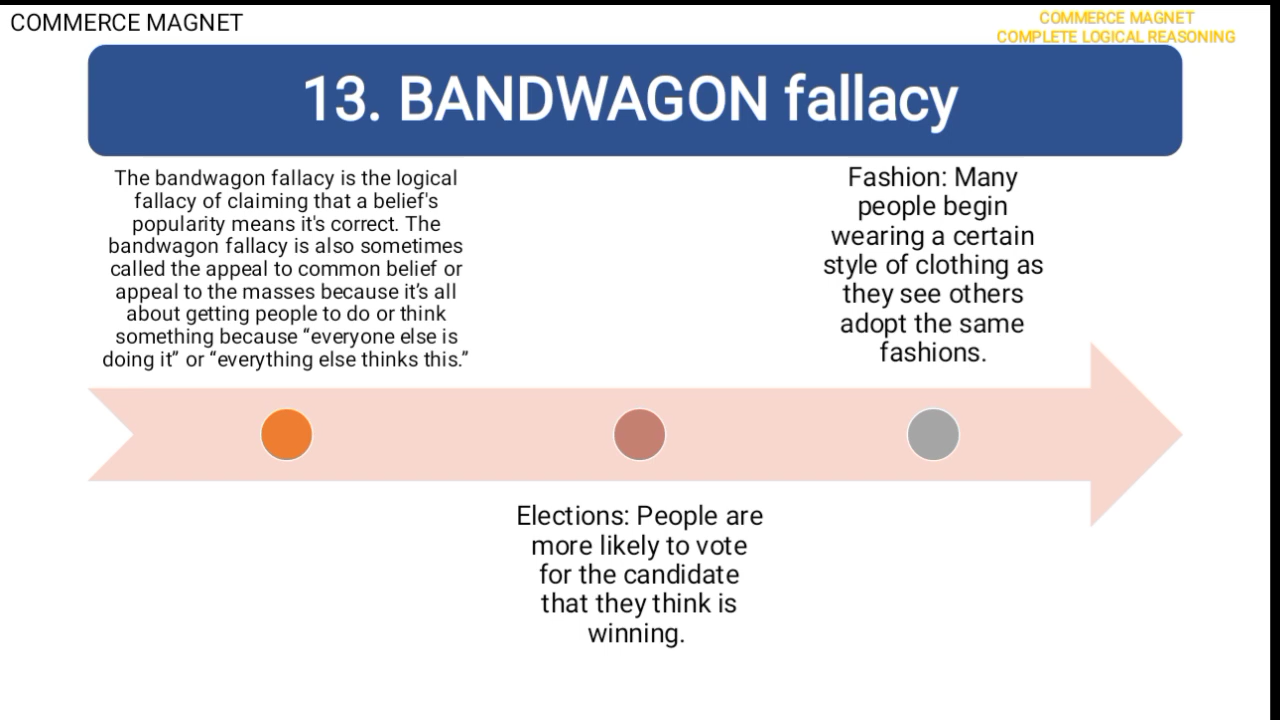 COMMERCE MAGNET
COMMERCE MAGNET
COMPLETE LOGICAL REASONING
13. BANDWAGON fallacy
The bandwagon fallacy is the logical
fallacy of claiming that a belief's
popularity means it's correct. The
bandwagon fallacy is also sometimes
called the appeal to common belief or
appeal to the masses because it’s all
about getting people to do or think
something because “everyone else is
doing it” or “everything else thinks this.”
Elections: People are
more likely to vote
for the candidate
that they think is
winning.
Fashion: Many
people begin
wearing a certain
style of clothing as
they see others
adopt the same
fashions.